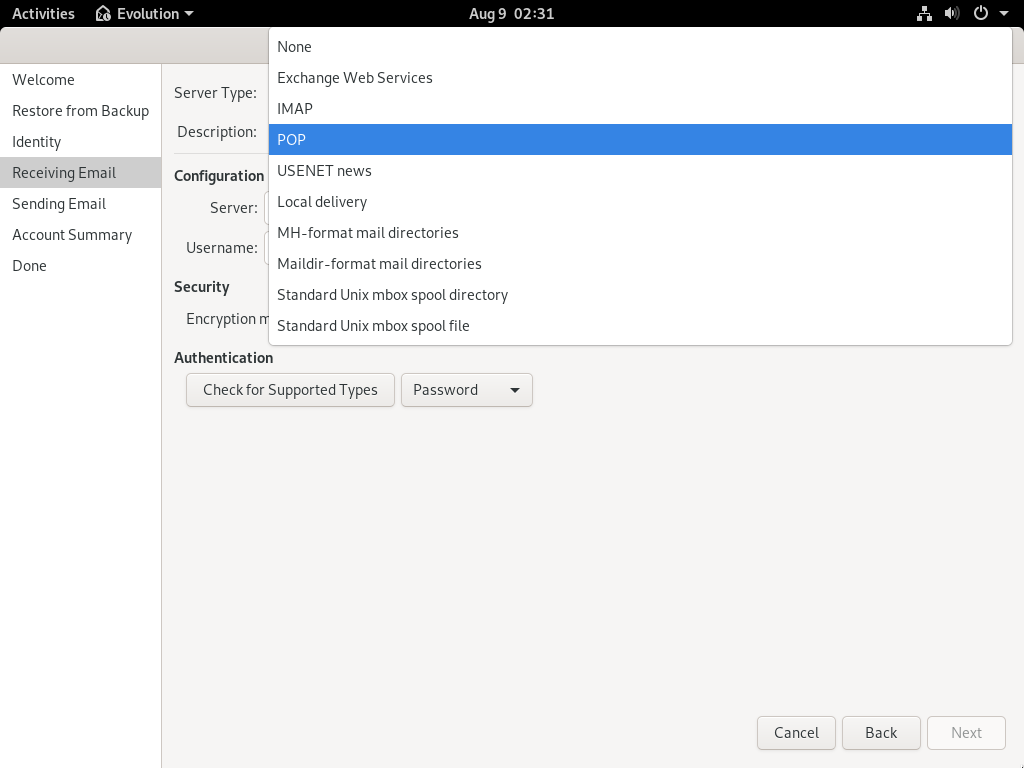 Activities Evolution Aug 9 02:31
Welcome
Restore from Backup
Identity
Receiving Email
Sending Email
Account Summary
Done
Server Type:
Description:
None
Exchange Web Services
IMAP
POP
USENET news
Local delivery
MH-format mail directories
Maildir-format mail directories
Standard Unix mbox spool directory
Standard Unix mbox spool file
Configuration
Server:
Username:
Security
Encryption m
Authentication
Check for Supported Types Password
Cancel Back Next